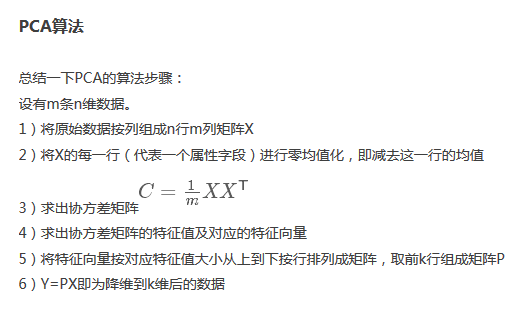 PCA算法
总结一下PCA的算法步骤：
设有m条n维数据。
1）将原始数据按列组成n行m列矩阵X
2）将X的每一行（代表一个属性字段）进行零均值化，即减去这一行的均值
3）求出协方差矩阵C = \frac{1}{m}XX^T
4）求出协方差矩阵的特征值及对应的特征向量
5）将特征向量按对应特征值大小从上到下按行排列成矩阵，取前k行组成矩阵P
6）Y=PX即为降维到k维后的数据